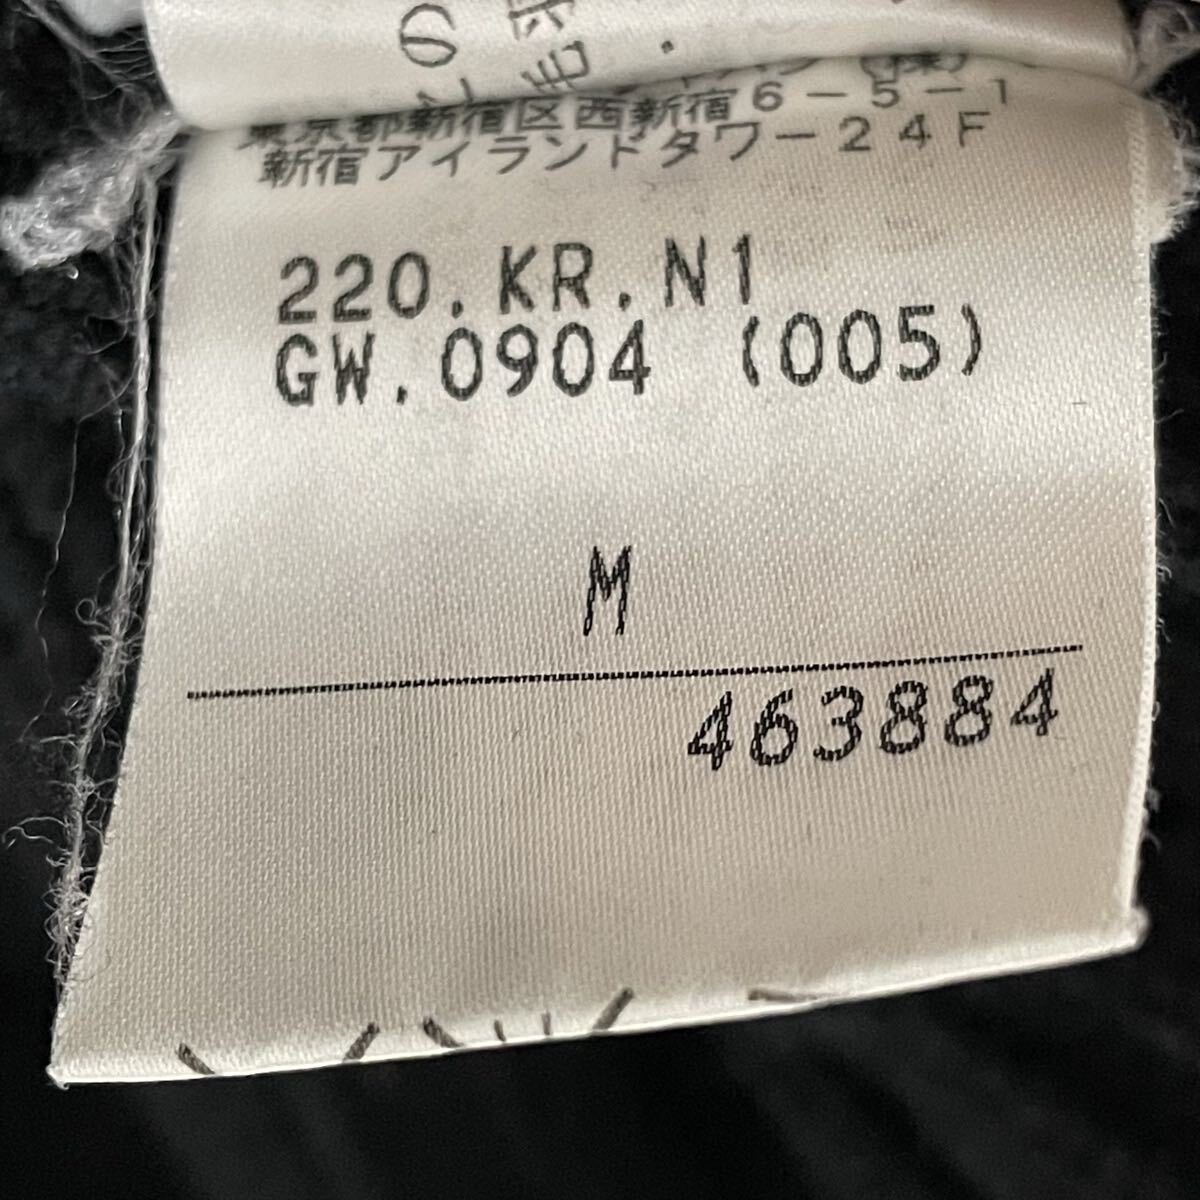 東京都新宿区西新宿6-5-1
新宿アイランドタワー24F
220.KR.N1
GW.0904 (005)
M
463884